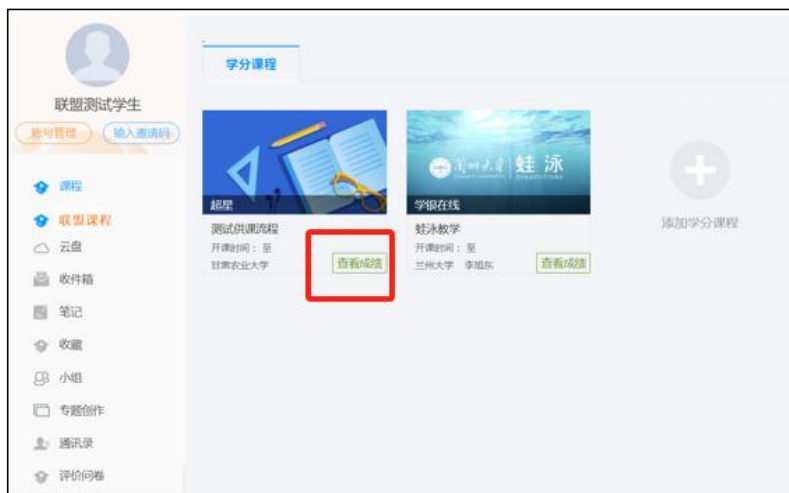 联盟测试学生
账号管理
输入邀请码
课程
联盟课程
云盘
收件箱
笔记
收藏
小组
专题创作
通讯录
评价问卷
学分课程
超星
测试供课流程
开课时间： 至
甘肃农业大学
查看成绩
兰州大学
蛙泳
breaststroke
学银在线
蛙泳教学
开课时间： 至
兰州大学 李旭东
查看成绩
添加学分课程